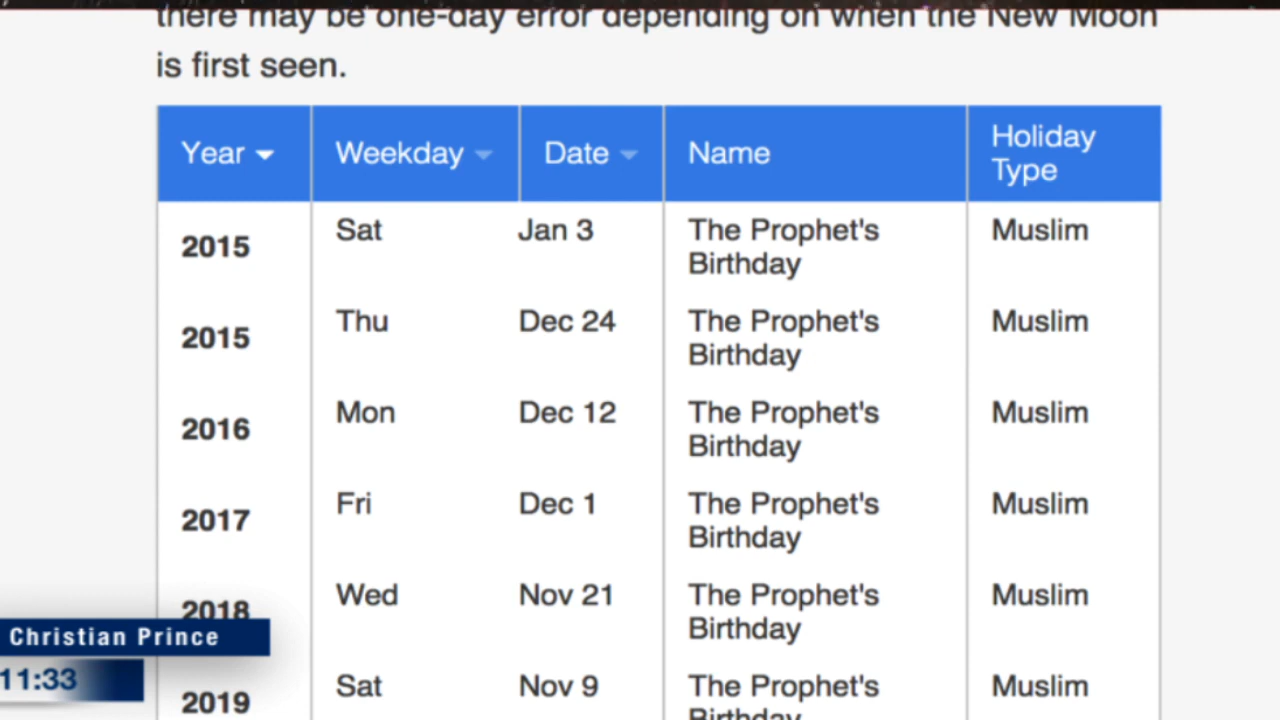 there may be one-day error depending on when the New Moon
is first seen.
Year Weekday Date Name Holiday Type
2015 Sat Jan 3 The Prophet's Birthday Muslim
2015 Thu Dec 24 The Prophet's Birthday Muslim
2016 Mon Dec 12 The Prophet's Birthday Muslim
2017 Fri Dec 1 The Prophet's Birthday Muslim
2018 Wed Nov 21 The Prophet's Birthday Muslim
2019 Sat Nov 9 The Prophet's Birthday Muslim
Christian Prince
11:33